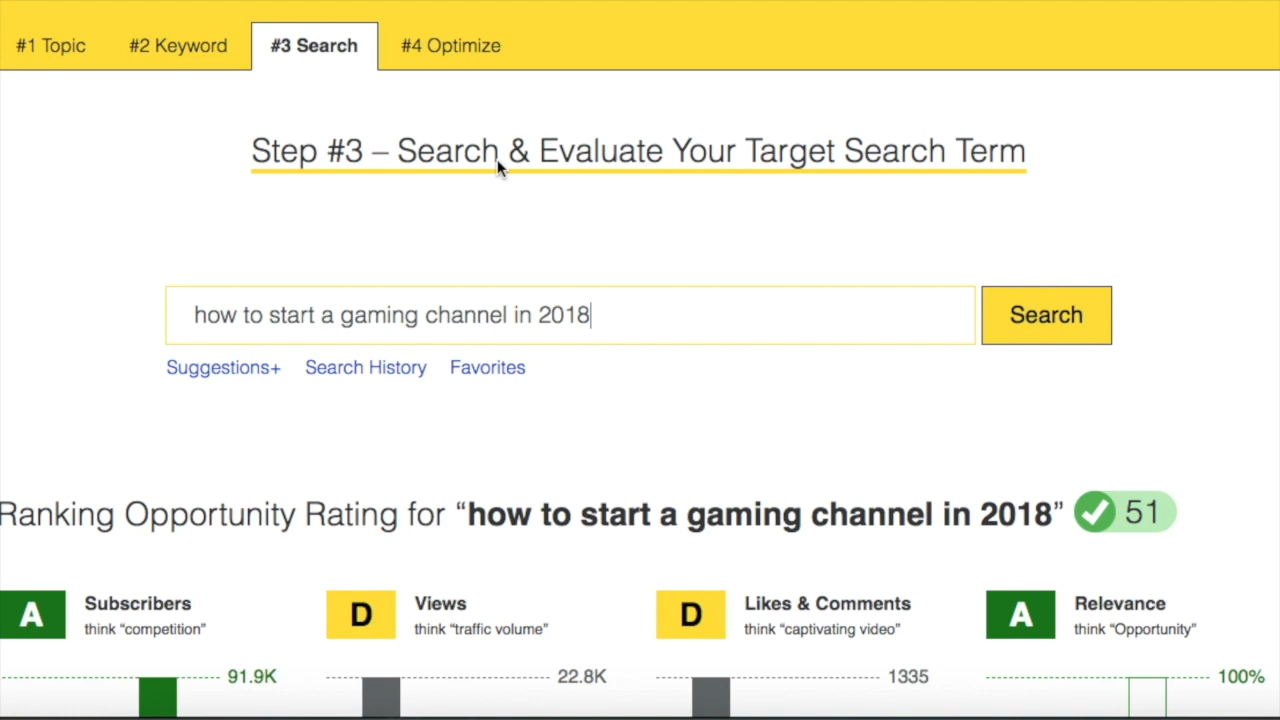 #1 Topic #2 Keyword #3 Search #4 Optimize
Step #3 – Search & Evaluate Your Target Search Term
how to start a gaming channel in 2018 Search
Suggestions+ Search History Favorites
Ranking Opportunity Rating for “how to start a gaming channel in 2018” 51
A Subscribers D Views D Likes & Comments A Relevance
think “competition” think “traffic volume” think “captivating video” think “Opportunity”
91.9K 22.8K 1335 100%